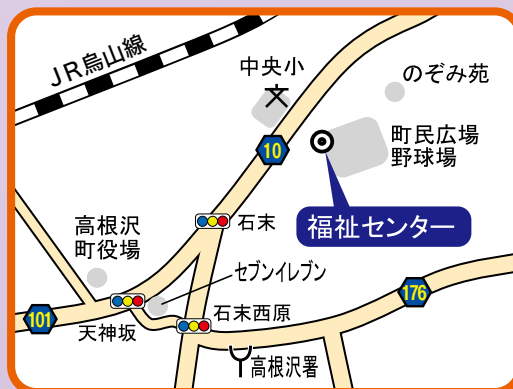 JR烏山線
中央小
のぞみ苑
10
町民広場
野球場
福祉センター
石末
高根沢
町役場
セブンイレブン
176
101
天神坂
石末西原
高根沢署